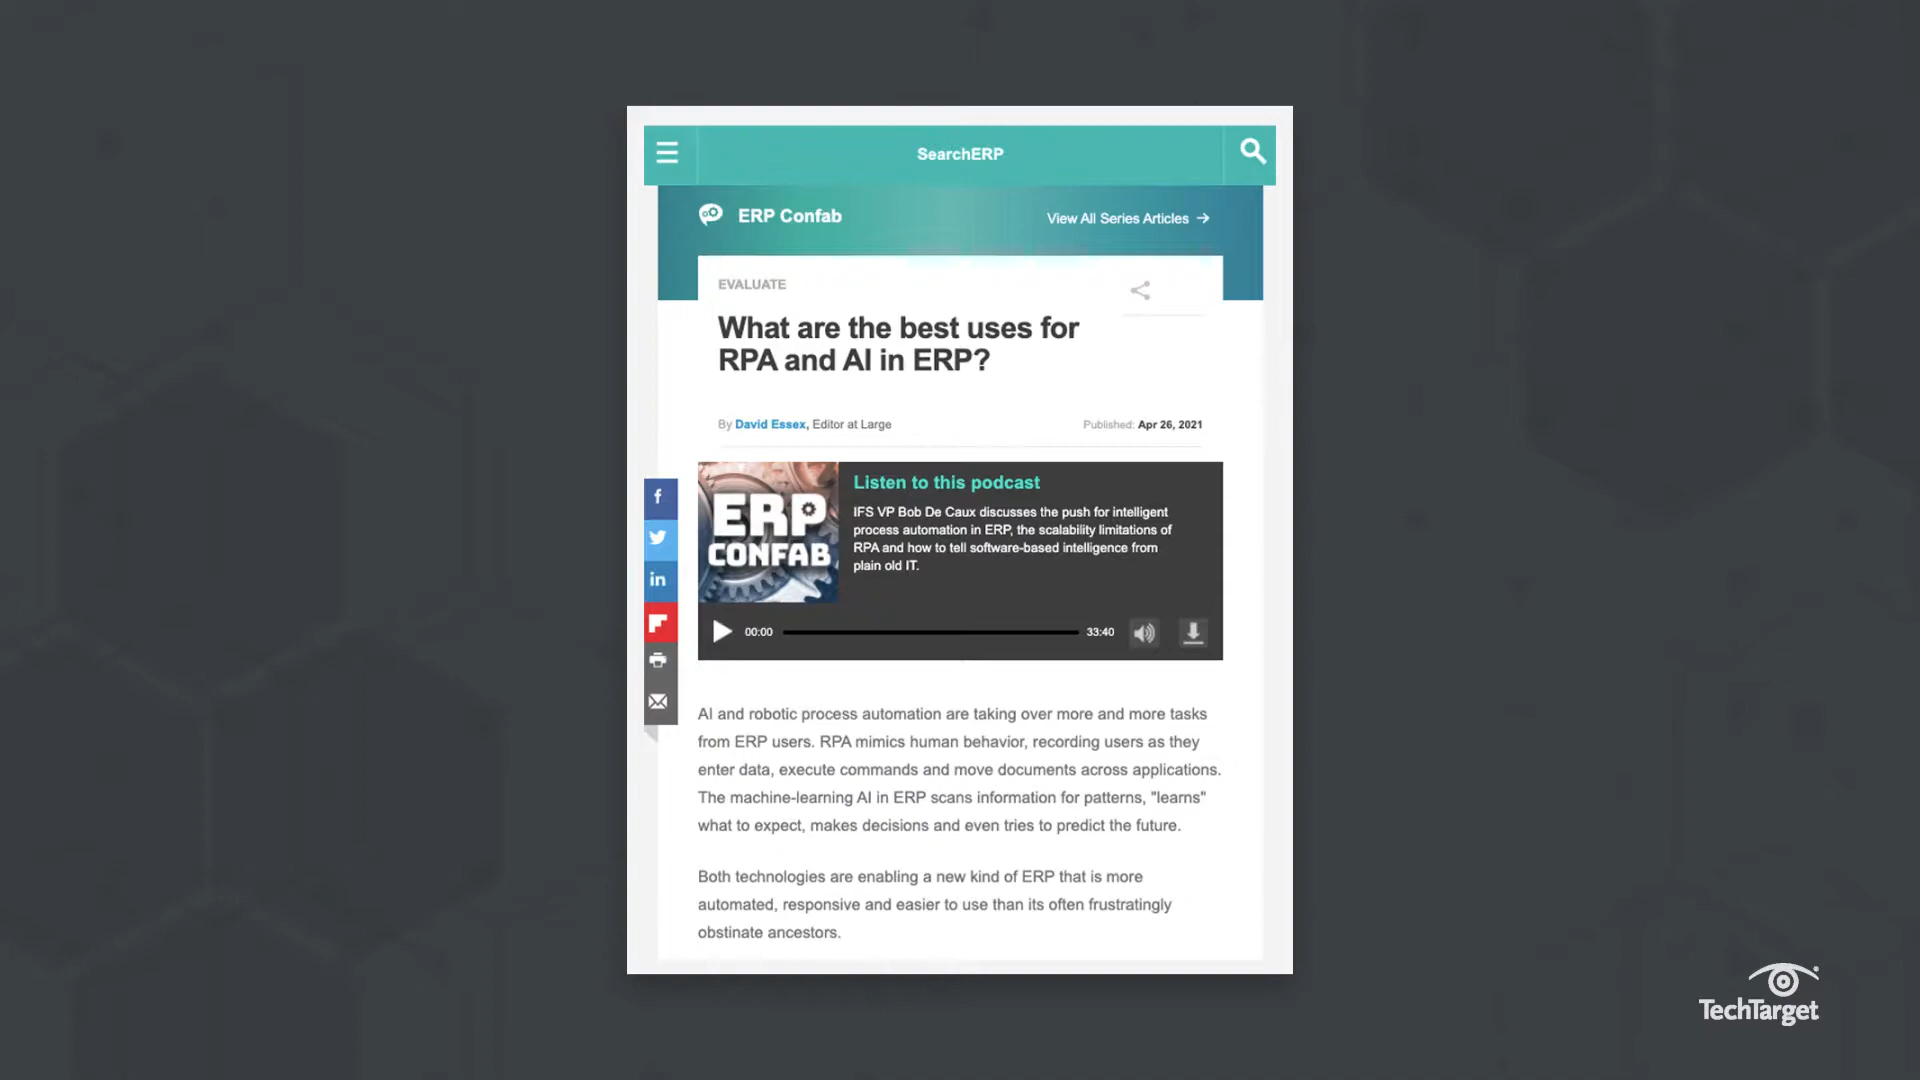 SearchERP
ERP Confab
View All Series Articles →
EVALUATE
What are the best uses for
RPA and AI in ERP?
By David Essex, Editor at Large
Published: Apr 26, 2021
ERP
CONFAB
Listen to this podcast
IFS VP Bob De Caux discusses the push for intelligent
process automation in ERP, the scalability limitations of
RPA and how to tell software-based intelligence from
plain old IT.
f
in
00:00
33:40
AI and robotic process automation are taking over more and more tasks
from ERP users. RPA mimics human behavior, recording users as they
enter data, execute commands and move documents across applications.
The machine-learning AI in ERP scans information for patterns, "learns"
what to expect, makes decisions and even tries to predict the future.
Both technologies are enabling a new kind of ERP that is more
automated, responsive and easier to use than its often frustratingly
obstinate ancestors.
TechTarget